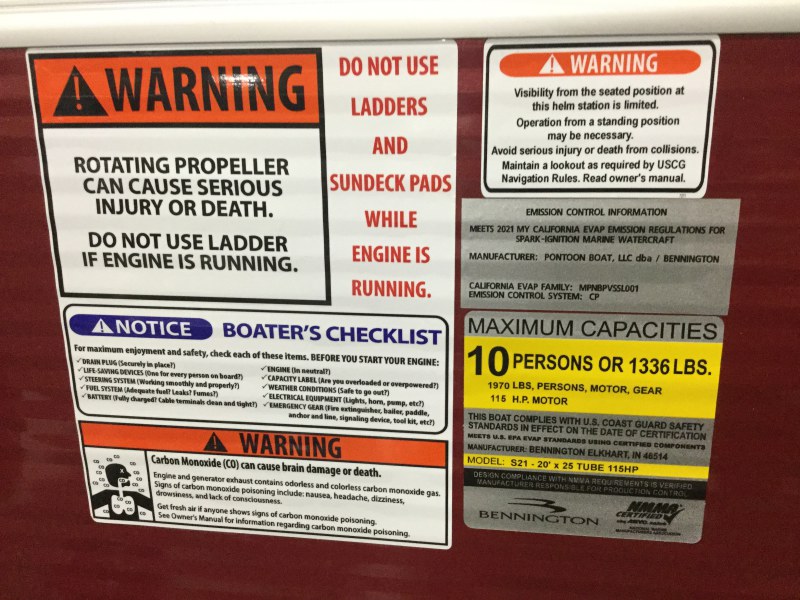 WARNING
ROTATING PROPELLER
CAN CAUSE SERIOUS
INJURY OR DEATH.
DO NOT USE LADDER
IF ENGINE IS RUNNING.
DO NOT USE
LADDERS
AND
SUNDECK PADS
WHILE
ENGINE IS
RUNNING.
NOTICE BOATER'S CHECKLIST
For maximum enjoyment and safety, check each of these items. BEFORE YOU START YOUR ENGINE:
✓DRAIN PLUG (Securely in place?)
✓LIFE-SAVING DEVICES (One for every person on board?)
✓STEERING SYSTEM (Working smoothly and properly?)
✓FUEL SYSTEM (Adequate fuel? Leaks? Fumes?)
✓BATTERY (Fully charged? Cable terminals clean and tight?)
✓ENGINE (In neutral?)
✓CAPACITY LABEL (Are you overloaded or overpowered?)
✓WEATHER CONDITIONS (Safe to go out?)
✓ELECTRICAL EQUIPMENT (Lights, horn, pump, etc?)
✓EMERGENCY GEAR (Fire extinguisher, bailer, paddle,
anchor and line, signaling device, tool kit, etc?)
WARNING
Carbon Monoxide (CO) can cause brain damage or death.
Engine and generator exhaust contains odorless and colorless carbon monoxide gas.
Signs of carbon monoxide poisoning include: nausea, headache, dizziness,
drowsiness, and lack of consciousness.
Get fresh air if anyone shows signs of carbon monoxide poisoning.
See Owner's Manual for information regarding carbon monoxide poisoning.
WARNING
Visibility from the seated position at
this helm station is limited.
Operation from a standing position
may be necessary.
Avoid serious injury or death from collisions.
Maintain a lookout as required by USCG
Navigation Rules. Read owner's manual.
EMISSION CONTROL INFORMATION
MEETS 2021 MY CALIFORNIA EVAP EMISSION REGULATIONS FOR
SPARK-IGNITION MARINE WATERCRAFT
MANUFACTURER: PONTOON BOAT, LLC dba / BENNINGTON
CALIFORNIA EVAP FAMILY: MPNBPVSSL001
EMISSION CONTROL SYSTEM: CP
MAXIMUM CAPACITIES
10 PERSONS OR 1336 LBS.
1970 LBS, PERSONS, MOTOR, GEAR
115 H.P. MOTOR
THIS BOAT COMPLIES WITH U.S. COAST GUARD SAFETY
STANDARDS IN EFFECT ON THE DATE OF CERTIFICATION
MEETS U.S. EPA EVAP STANDARDS USING CERTIFIED COMPONENTS
MANUFACTURER: BENNINGTON ELKHART, IN 46514
MODEL: S21 - 20' x 25 TUBE 115HP
DESIGN COMPLIANCE WITH NMMA REQUIREMENTS IS VERIFIED.
MANUFACTURERS RESPONSIBLE FOR PRODUCTION CONTROL.
BENNINGTON
NMMA
CERTIFIED